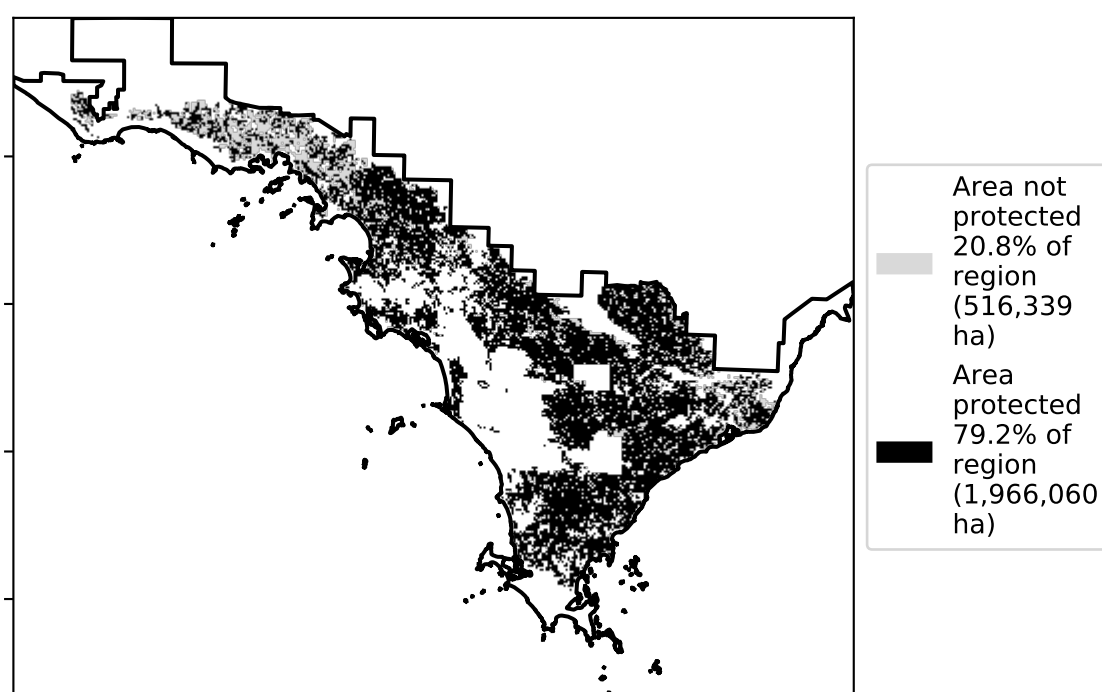 Area not
protected
20.8% of
region
(516,339
ha)
Area
protected
79.2% of
region
(1,966,060
ha)